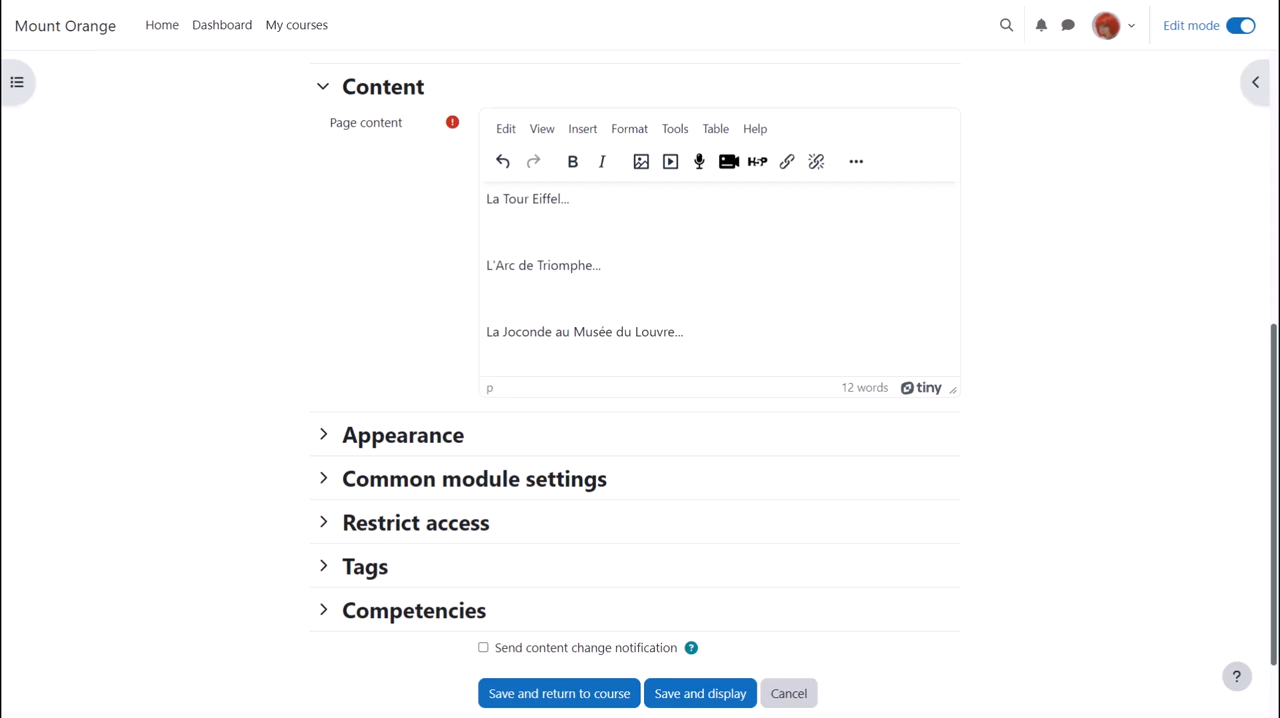 Mount Orange Home Dashboard My courses Edit mode
Content
Page content
Edit View Insert Format Tools Table Help
B I H-P
La Tour Eiffel...
L'Arc de Triomphe...
La Joconde au Musée du Louvre...
p 12 words tiny
Appearance
Common module settings
Restrict access
Tags
Competencies
Send content change notification ?
Save and return to course Save and display Cancel
?